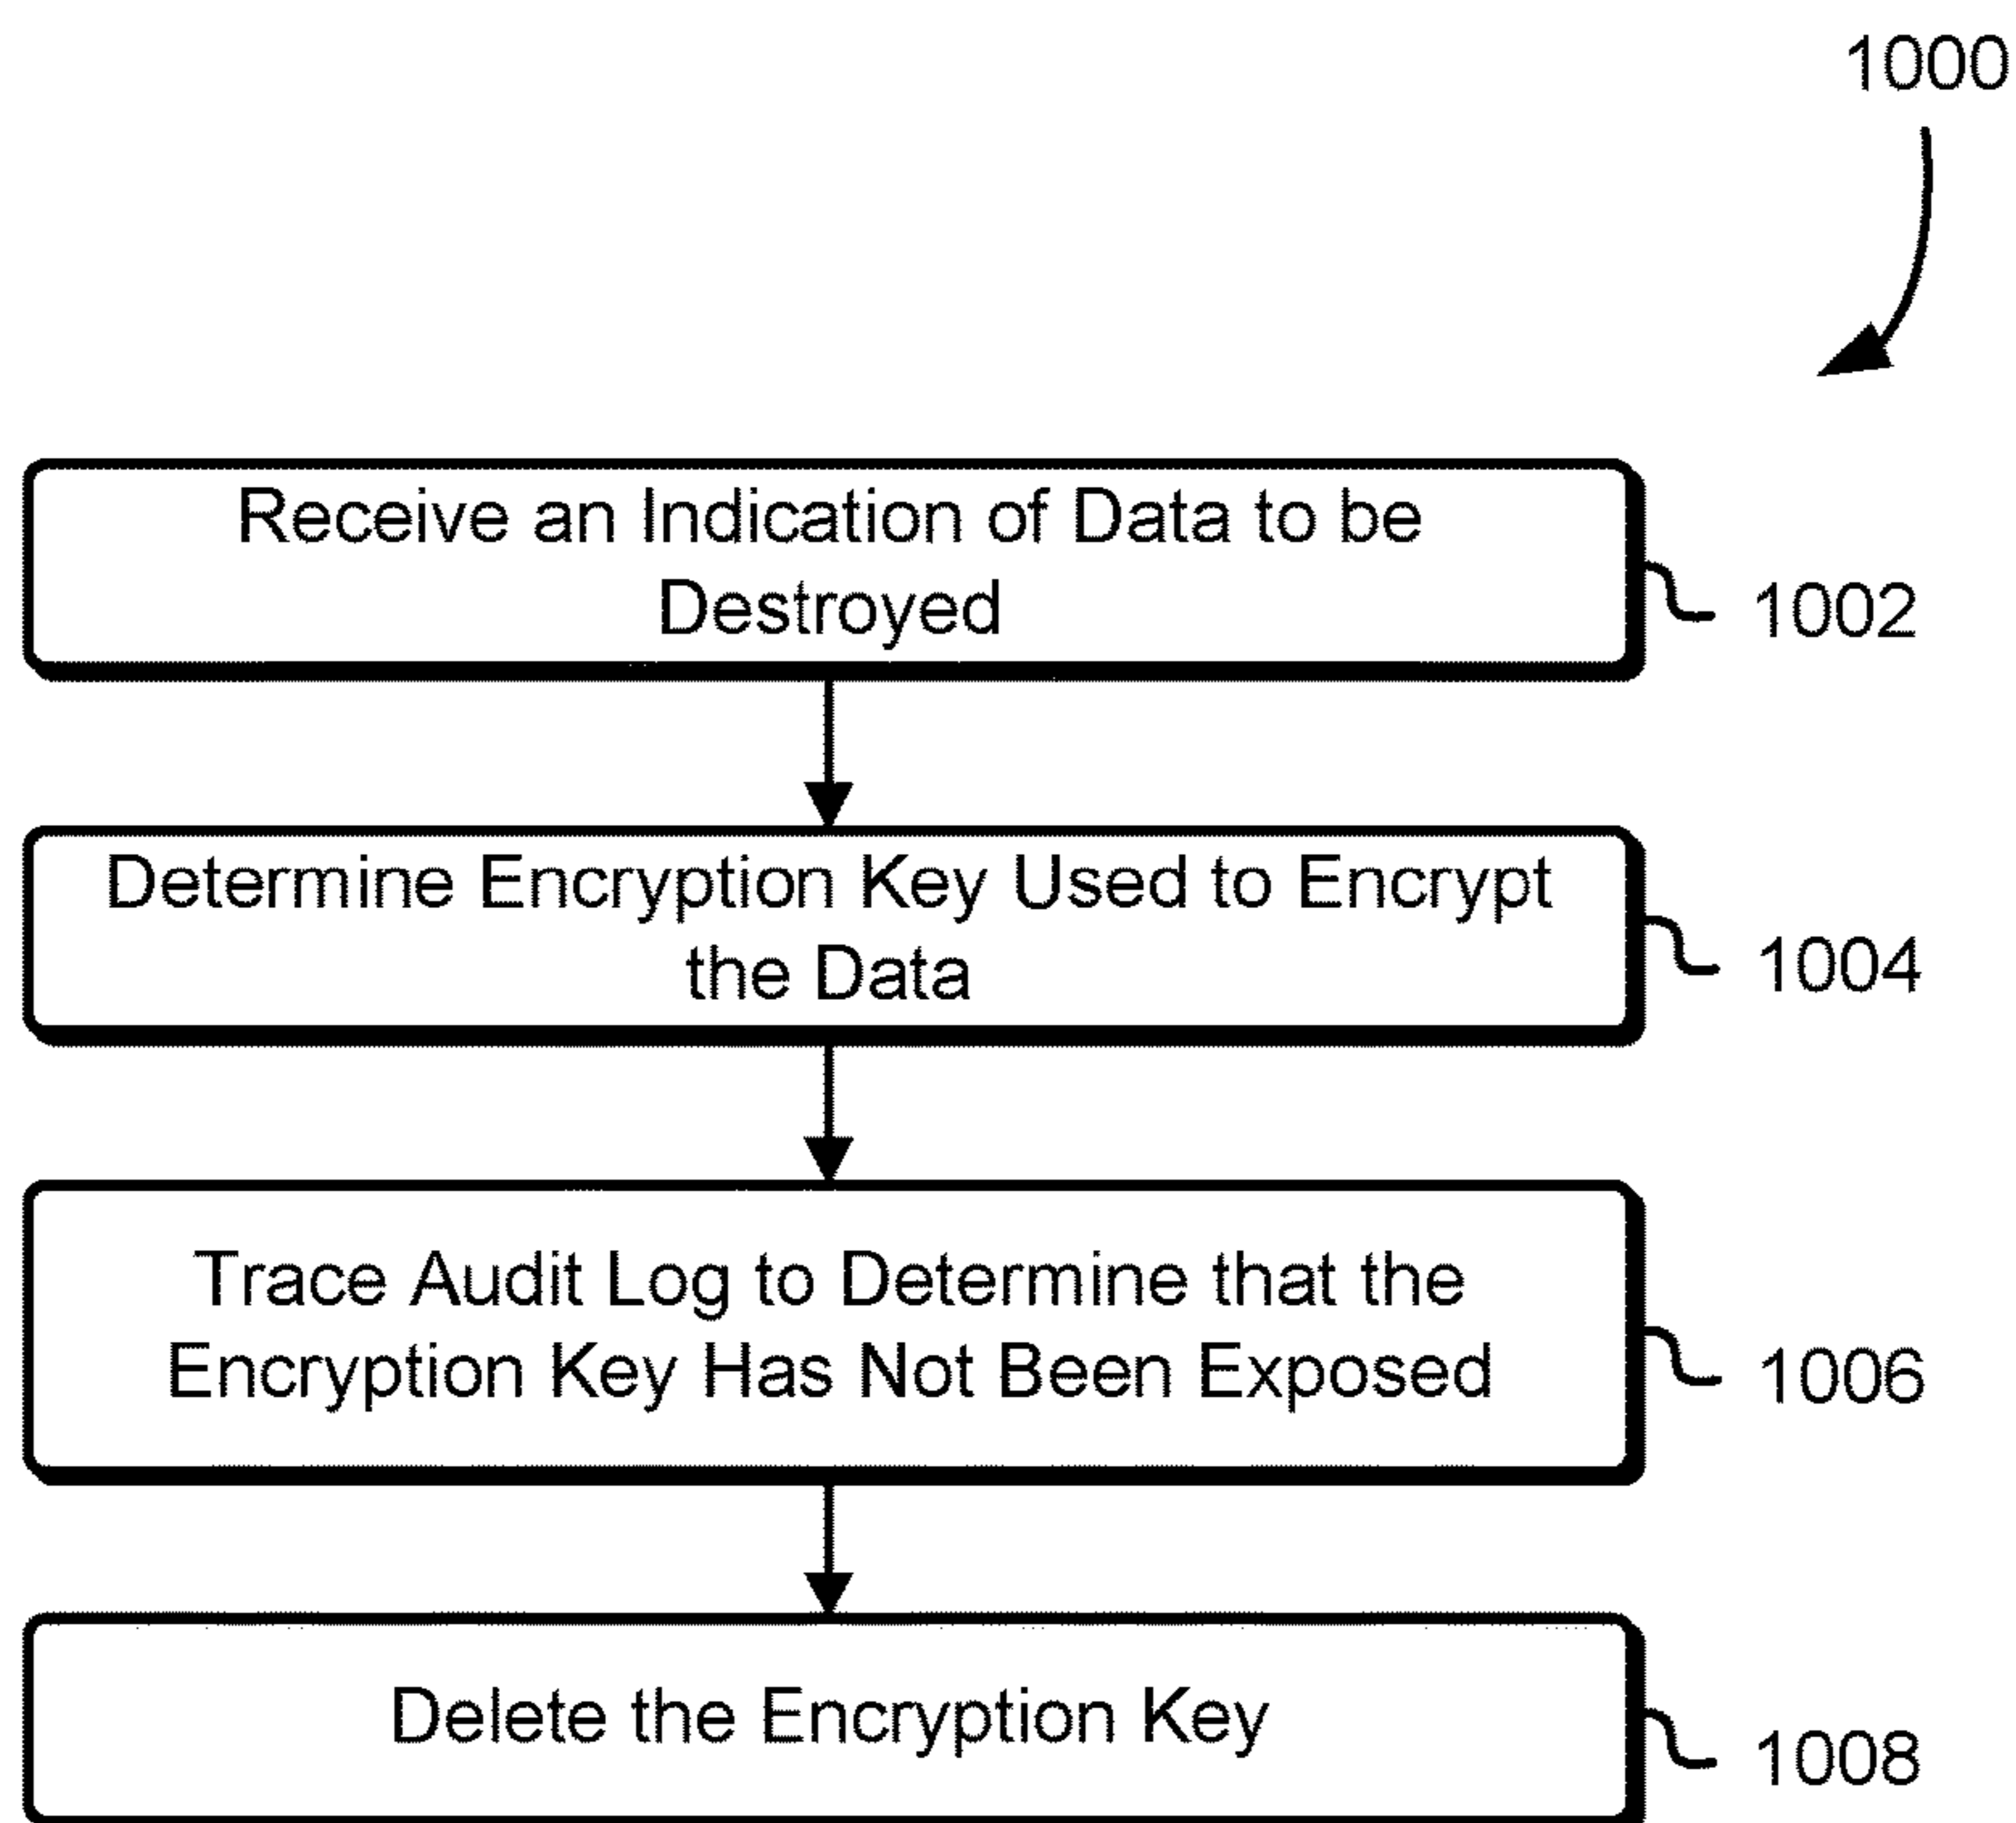 1000
Receive an Indication of Data to be
Destroyed
1002
Determine Encryption Key Used to Encrypt
the Data
1004
Trace Audit Log to Determine that the
Encryption Key Has Not Been Exposed
1006
Delete the Encryption Key
1008